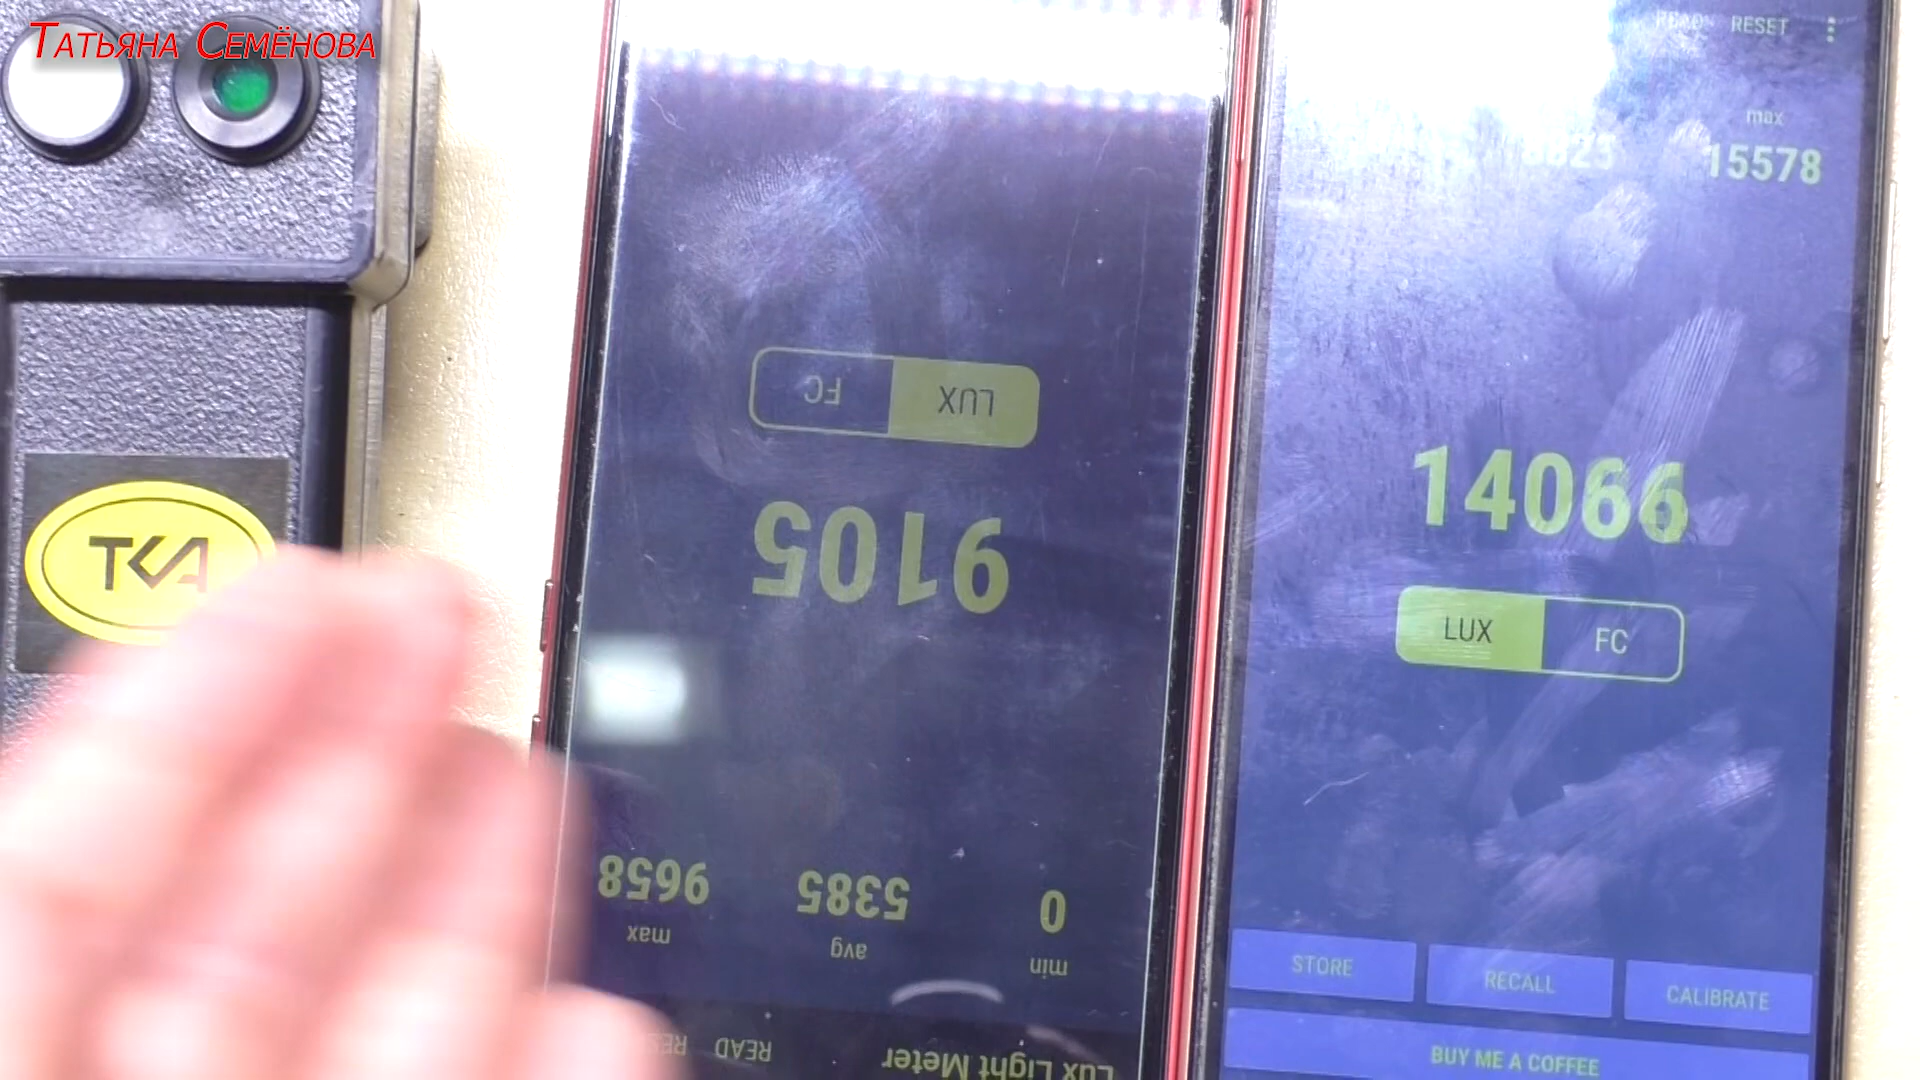 Татьяна Семёнова
ТКА
Lux Light Meter
READ
min
avg
max
0
5385
9658
9105
LUX
FC
READ
RESET
max
15578
14066
LUX
FC
STORE
RECALL
CALIBRATE
BUY ME A COFFEE